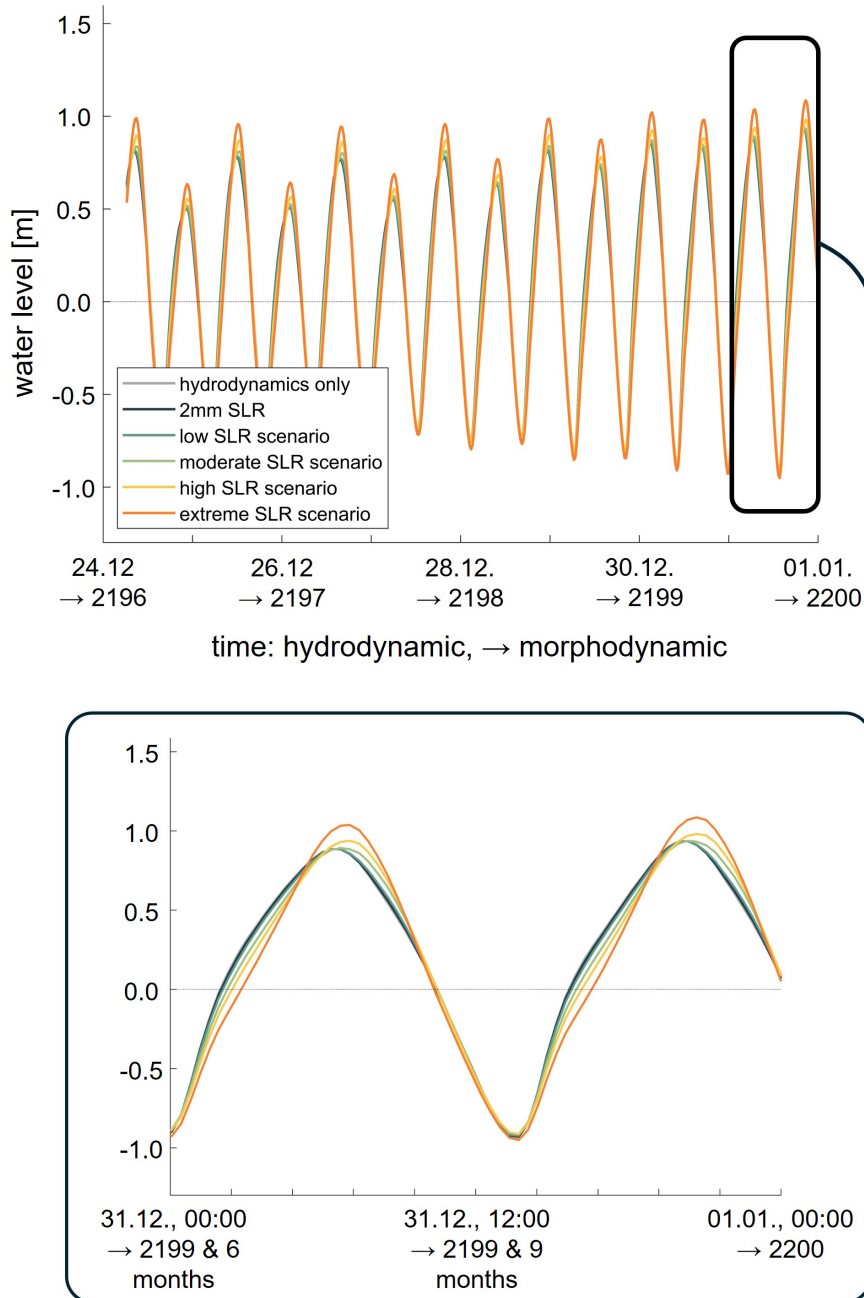 1.5
1.0
0.5
0.0
-0.5
-1.0
water level [m]
hydrodynamics only
2mm SLR
low SLR scenario
moderate SLR scenario
high SLR scenario
extreme SLR scenario
24.12 26.12 28.12. 30.12. 01.01.
→ 2196 → 2197 → 2198 → 2199 → 2200
time: hydrodynamic, → morphodynamic
1.5
1.0
0.5
0.0
-0.5
-1.0
31.12., 00:00 31.12., 12:00 01.01., 00:00
→ 2199 & 6 → 2199 & 9 → 2200
months months